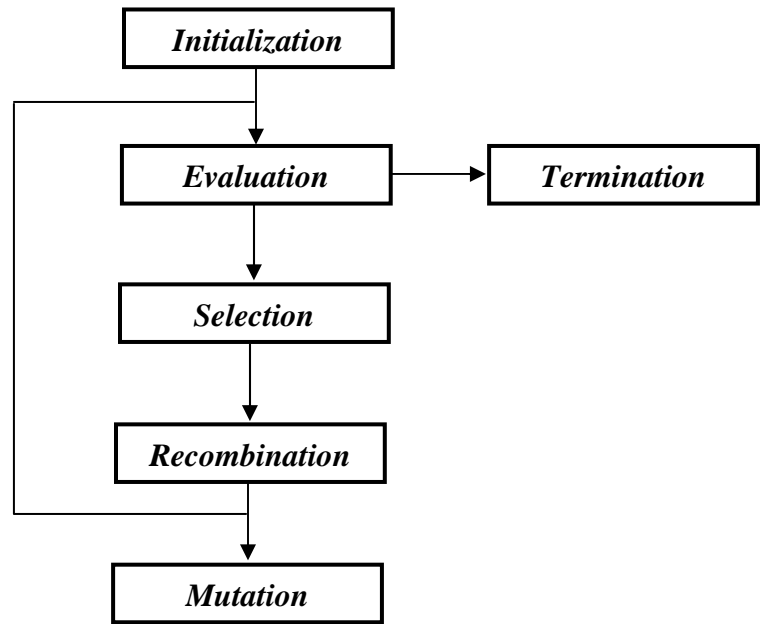 Initialization
Evaluation
Termination
Selection
Recombination
Mutation